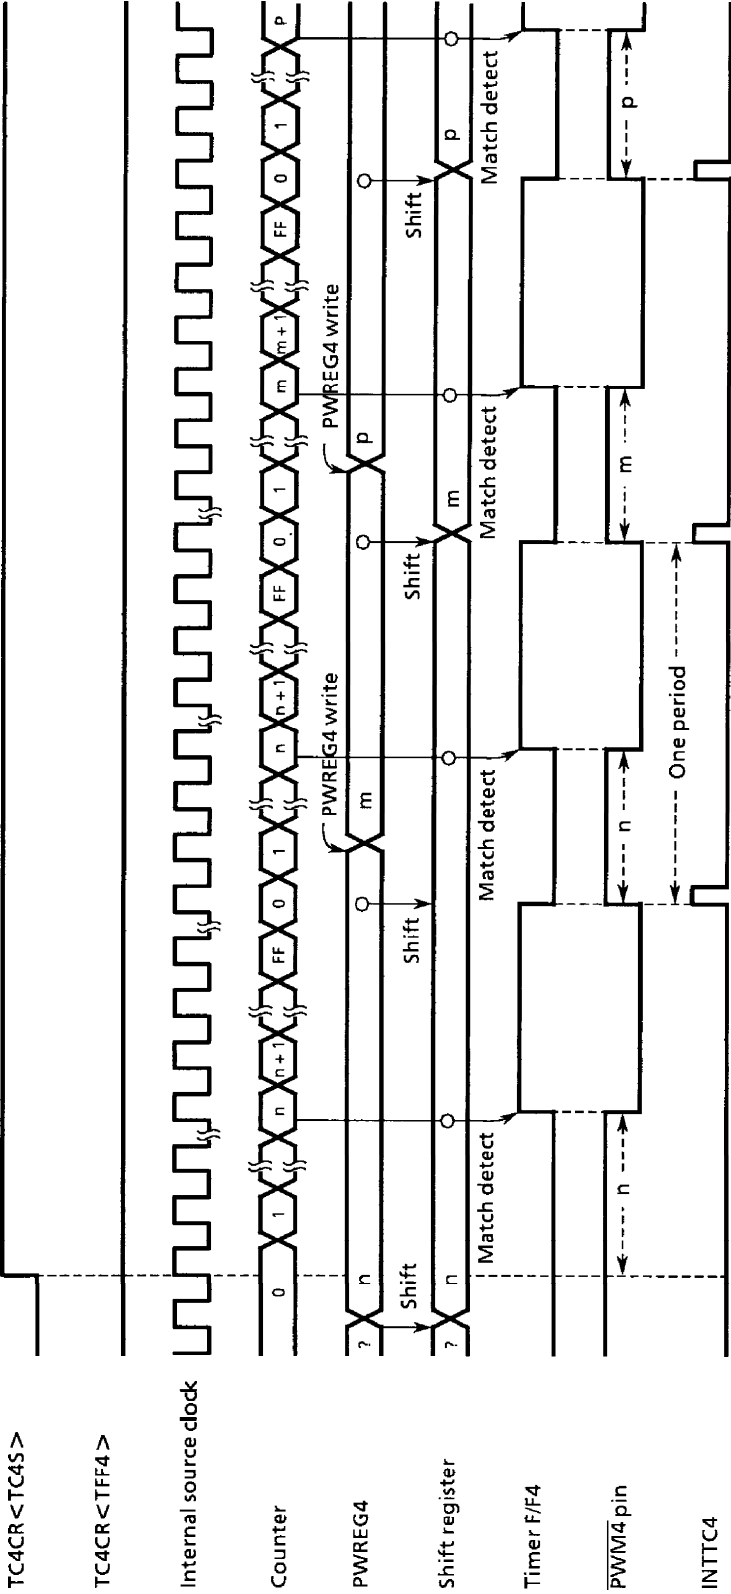 TC4CR<TC4S>
TC4CR<TFF4>
Internal source clock
Counter
0 1 n n+1 FF 0 1 n n+1 FF 0 1 m m+1 FF 0 1 p
PWREG4
? n m p
PWREG4 write
PWREG4 write
Shift
Shift
Shift
Shift
Shift register
? n m p
Match detect
Match detect
Match detect
Match detect
Timer F/F4
PWM4 pin
n n m p
INTTC4
One period